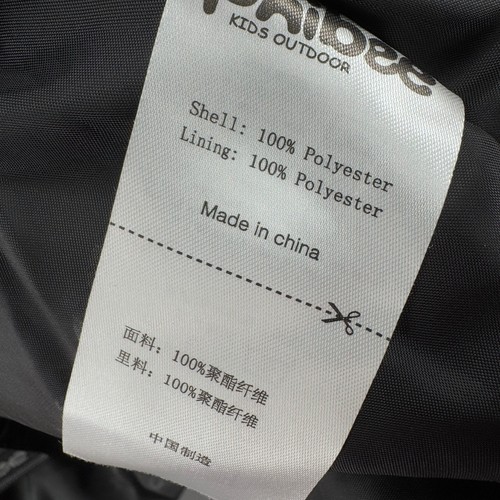 KIDS OUTDOOR
Shell: 100% Polyester
Lining: 100% Polyester
Made in china
面料：100%聚酯纤维
里料：100%聚酯纤维
中国制造